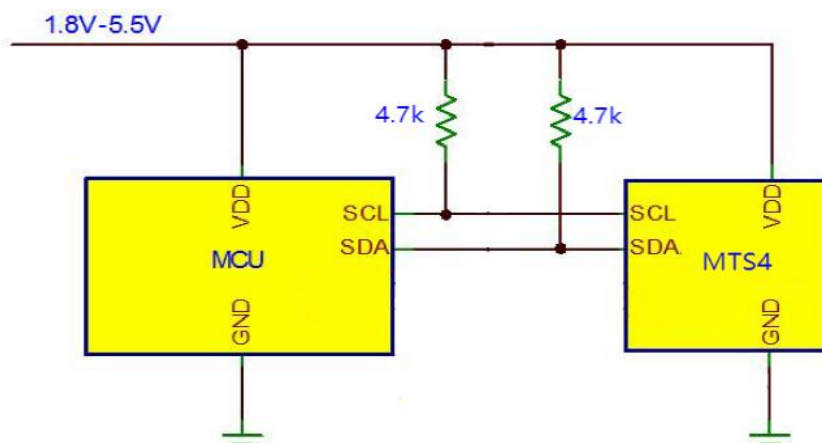 1.8V-5.5V
4.7k
4.7k
VDD
VDD
SCL
SCL
SDA
SDA
MCU
MTS4
GND
GND